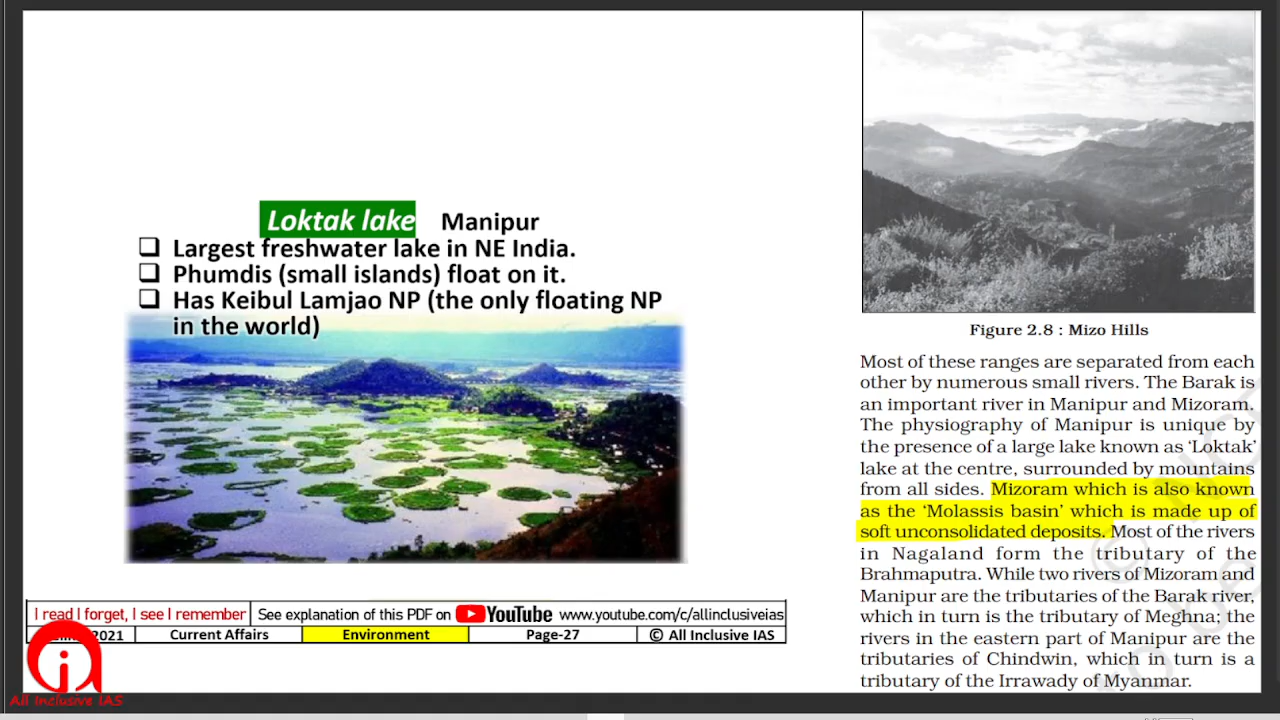 Loktak lake Manipur
❑ Largest freshwater lake in NE India.
❑ Phumdis (small islands) float on it.
❑ Has Keibul Lamjao NP (the only floating NP
in the world)
I read I forget, I see I remember See explanation of this PDF on YouTube www.youtube.com/c/allinclusiveias
2021 Current Affairs Environment Page-27 © All Inclusive IAS
All Inclusive IAS
Figure 2.8 : Mizo Hills
Most of these ranges are separated from each
other by numerous small rivers. The Barak is
an important river in Manipur and Mizoram.
The physiography of Manipur is unique by
the presence of a large lake known as ‘Loktak’
lake at the centre, surrounded by mountains
from all sides. Mizoram which is also known
as the ‘Molassis basin’ which is made up of
soft unconsolidated deposits. Most of the rivers
in Nagaland form the tributary of the
Brahmaputra. While two rivers of Mizoram and
Manipur are the tributaries of the Barak river,
which in turn is the tributary of Meghna; the
rivers in the eastern part of Manipur are the
tributaries of Chindwin, which in turn is a
tributary of the Irrawady of Myanmar.